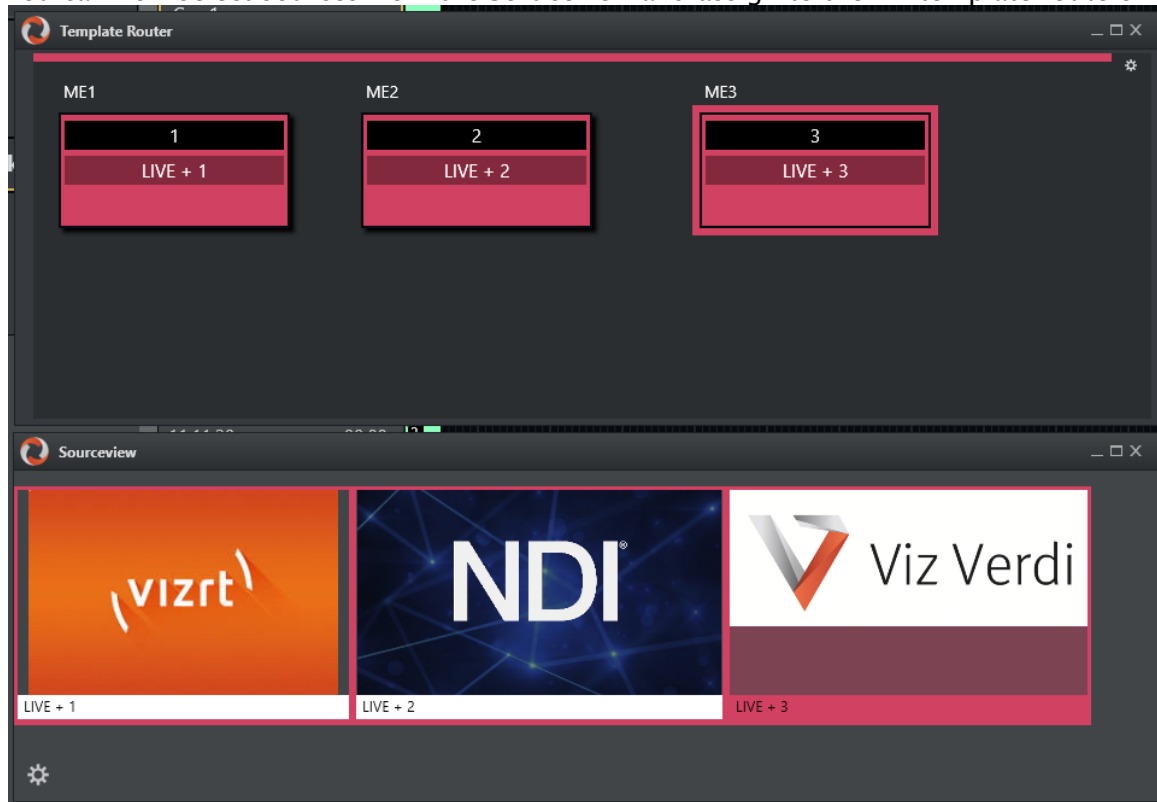 Template Router
ME1 ME2 ME3
1 2 3
LIVE + 1 LIVE + 2 LIVE + 3
Sourceview
vizrt NDI® Viz Verdi
LIVE + 1 LIVE + 2 LIVE + 3